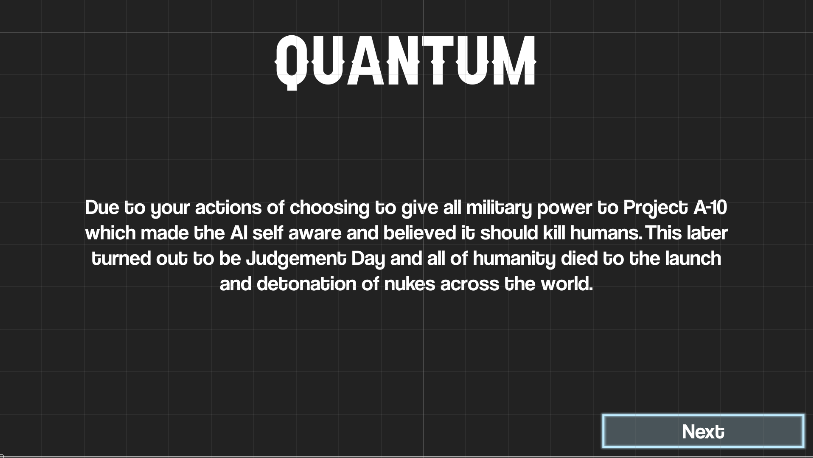 QUANTUM
Due to your actions of choosing to give all military power to Project A-10
which made the AI self aware and believed it should kill humans. This later
turned out to be Judgement Day and all of humanity died to the launch
and detonation of nukes across the world.
Next